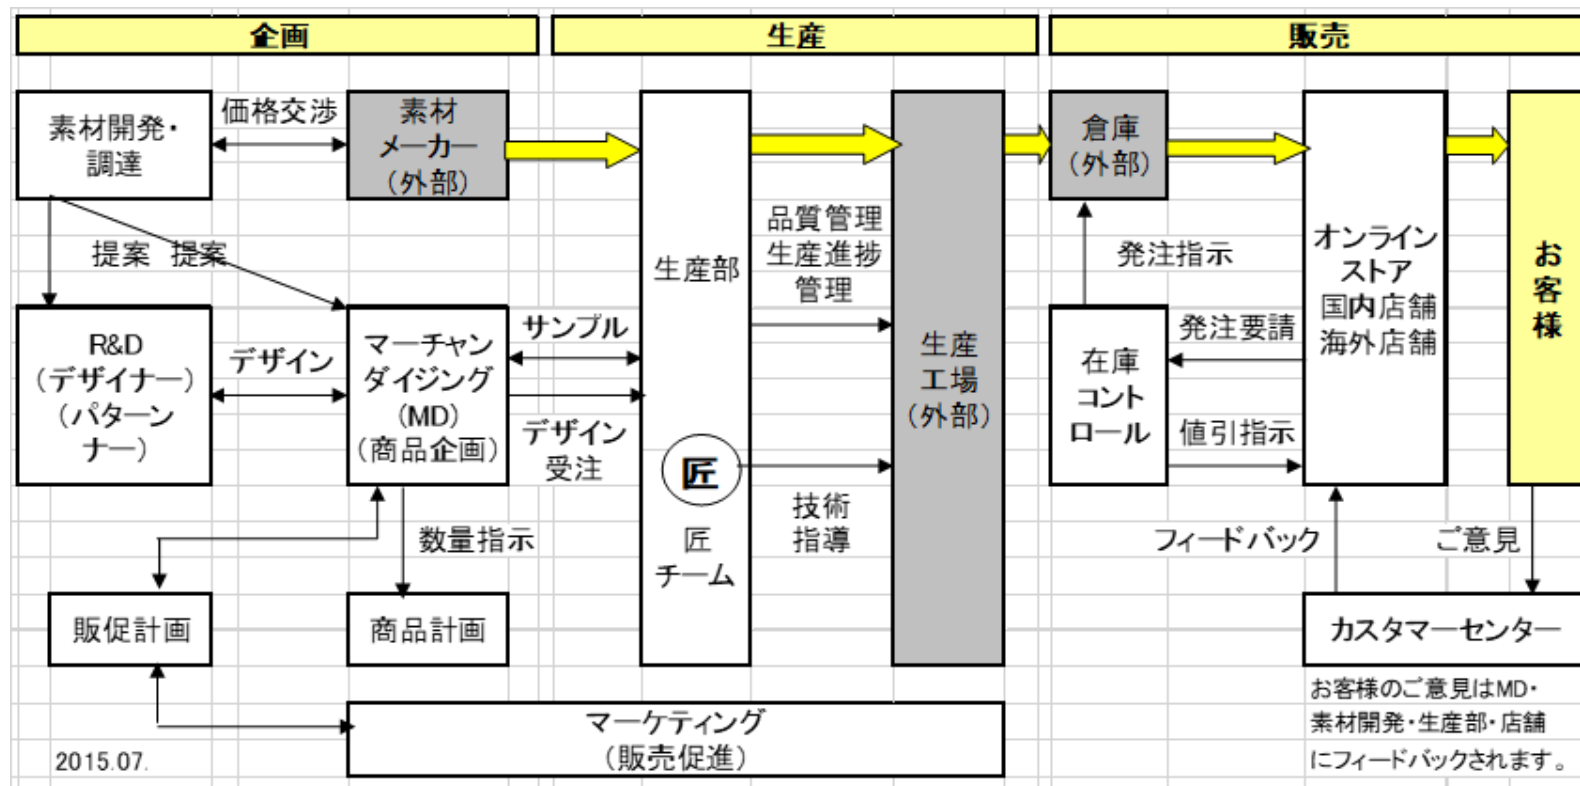 企画
生産
販売
素材開発・
調達
価格交渉
素材
メーカー
(外部)
倉庫
(外部)
提案 提案
生産部
品質管理
生産進捗
管理
発注指示
オンライン
ストア
国内店舗
海外店舗
お
客
様
R&D
(デザイナー)
(パターン
ナー)
デザイン
マーチャン
ダイジング
(MD)
(商品企画)
サンプル
デザイン
受注
生産
工場
(外部)
在庫
コント
ロール
発注要請
値引指示
匠
匠
チーム
技術
指導
数量指示
フィードバック
ご意見
販促計画
商品計画
カスタマーセンター
マーケティング
(販売促進)
お客様のご意見はMD・
素材開発・生産部・店舗
にフィードバックされます。
2015.07.